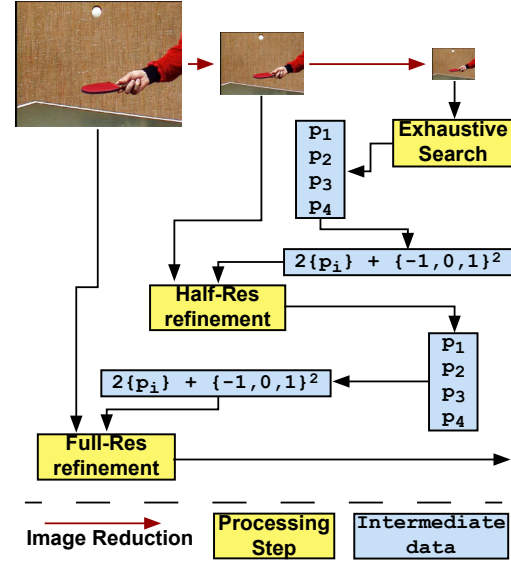 Exhaustive
Search
p1
p2
p3
p4
2{pi} + {-1,0,1}²
Half-Res
refinement
p1
p2
p3
p4
2{pi} + {-1,0,1}²
Full-Res
refinement
Image Reduction
Processing
Step
Intermediate
data